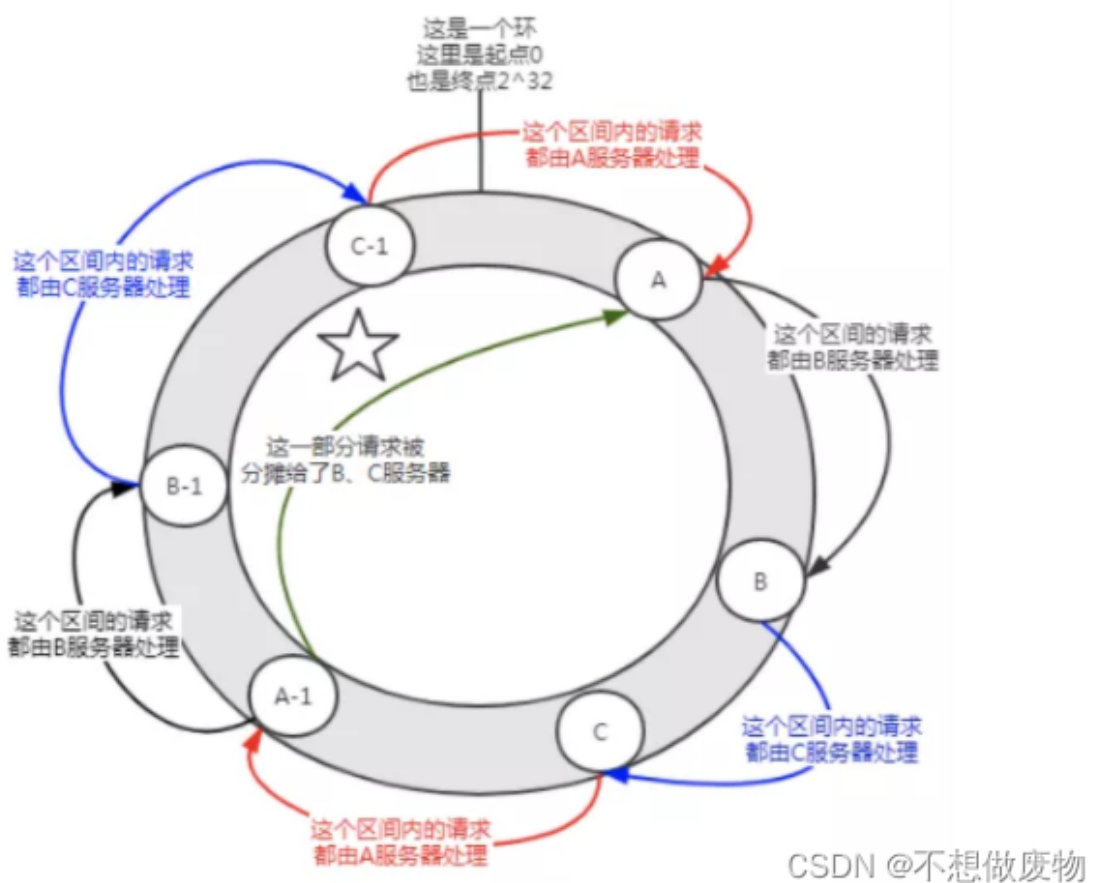 这是一个环
这里是起点0
也是终点2^32
这个区间内的请求
都由A服务器处理
C-1
A
这个区间内的请求
都由C服务器处理
这个区间的请求
都由B服务器处理
这一部分请求被
分摊给了B、C服务器
B-1
B
这个区间的请求
都由B服务器处理
A-1
C
这个区间内的请求
都由C服务器处理
这个区间内的请求
都由A服务器处理
CSDN @不想做废物